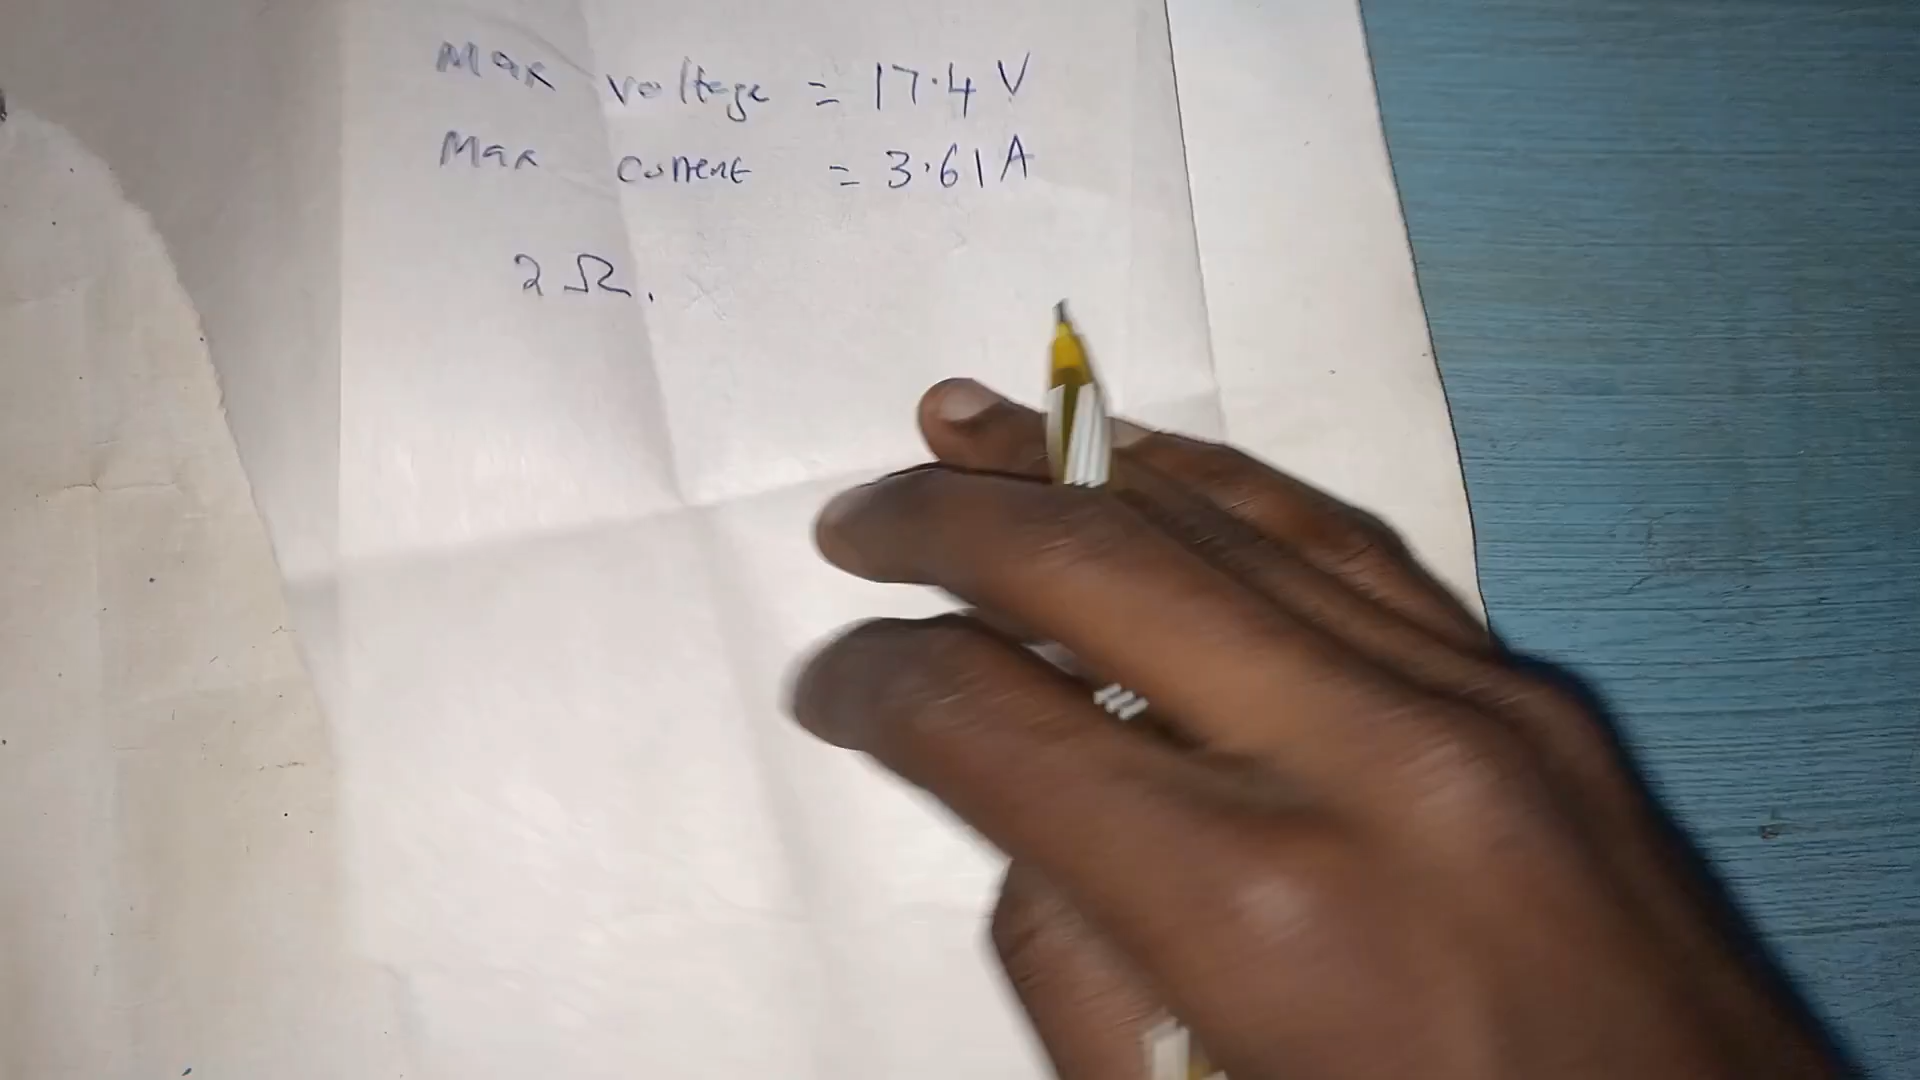 Max voltage = 17.4 V
Max current = 3.61 A
2 Ω.